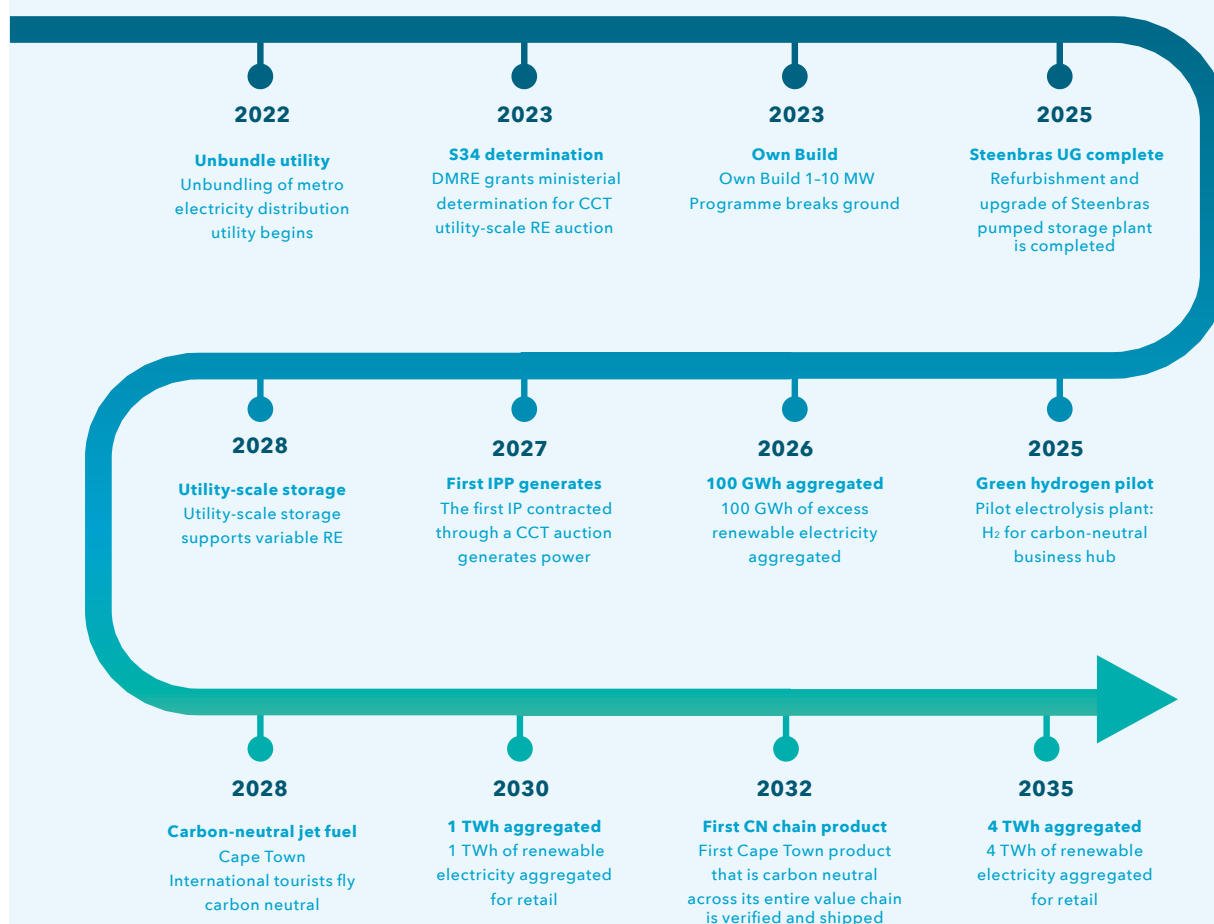 2022
Unbundle utility
Unbundling of metro
electricity distribution
utility begins
2023
S34 determination
DMRE grants ministerial
determination for CCT
utility-scale RE auction
2023
Own Build
Own Build 1–10 MW
Programme breaks ground
2025
Steenbras UG complete
Refurbishment and
upgrade of Steenbras
pumped storage plant
is completed
2025
Green hydrogen pilot
Pilot electrolysis plant:
H₂ for carbon-neutral
business hub
2026
100 GWh aggregated
100 GWh of excess
renewable electricity
aggregated
2027
First IPP generates
The first IP contracted
through a CCT auction
generates power
2028
Utility-scale storage
Utility-scale storage
supports variable RE
2028
Carbon-neutral jet fuel
Cape Town
International tourists fly
carbon neutral
2030
1 TWh aggregated
1 TWh of renewable
electricity aggregated
for retail
2032
First CN chain product
First Cape Town product
that is carbon neutral
across its entire value chain
is verified and shipped
2035
4 TWh aggregated
4 TWh of renewable
electricity aggregated
for retail